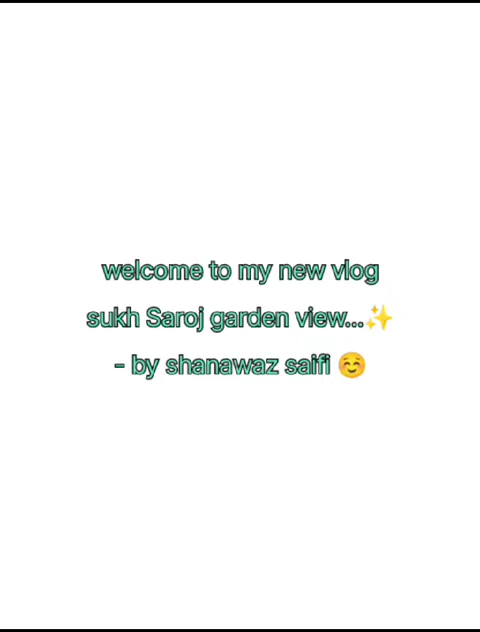 welcome to my new vlog
sukh Saroj garden view...✨
- by shanawaz saifi ☺️